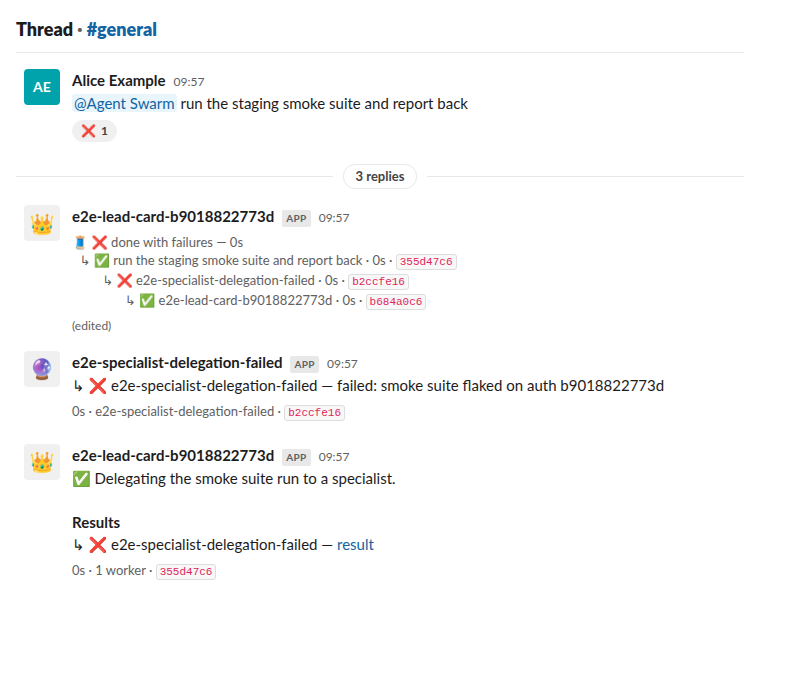 Thread • #general
AE
Alice Example 09:57
@Agent Swarm run the staging smoke suite and report back
❌ 1
3 replies
e2e-lead-card-b9018822773d APP 09:57
🧵 ❌ done with failures — 0s
↳ ✅ run the staging smoke suite and report back · 0s · 355d47c6
↳ ❌ e2e-specialist-delegation-failed · 0s · b2ccfe16
↳ ✅ e2e-lead-card-b9018822773d · 0s · b684a0c6
(edited)
e2e-specialist-delegation-failed APP 09:57
↳ ❌ e2e-specialist-delegation-failed — failed: smoke suite flaked on auth b9018822773d
0s · e2e-specialist-delegation-failed · b2ccfe16
e2e-lead-card-b9018822773d APP 09:57
✅ Delegating the smoke suite run to a specialist.
Results
↳ ❌ e2e-specialist-delegation-failed — result
0s · 1 worker · 355d47c6